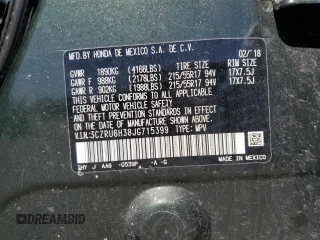 MFD.BY HONDA DE MEXICO S.A. DE C.V. 02/'18
GVWR 1890KG (4166LBS) TIRE SIZE RIM SIZE
GAWR F 988KG (2178LBS) 215/55R17 94V 17X7.5J
GAWR R 902KG (1988LBS) 215/55R17 94V 17X7.5J
THIS VEHICLE CONFORMS TO ALL APPLICABLE
FEDERAL MOTOR VEHICLE SAFETY AND
THEFT PREVENTION STANDARDS IN EFFECT ON THE
DATE OF MANUFACTURE SHOWN ABOVE.
V.I.N:3CZRU6H38JG715399 TYPE: MPV
MADE IN MEXICO